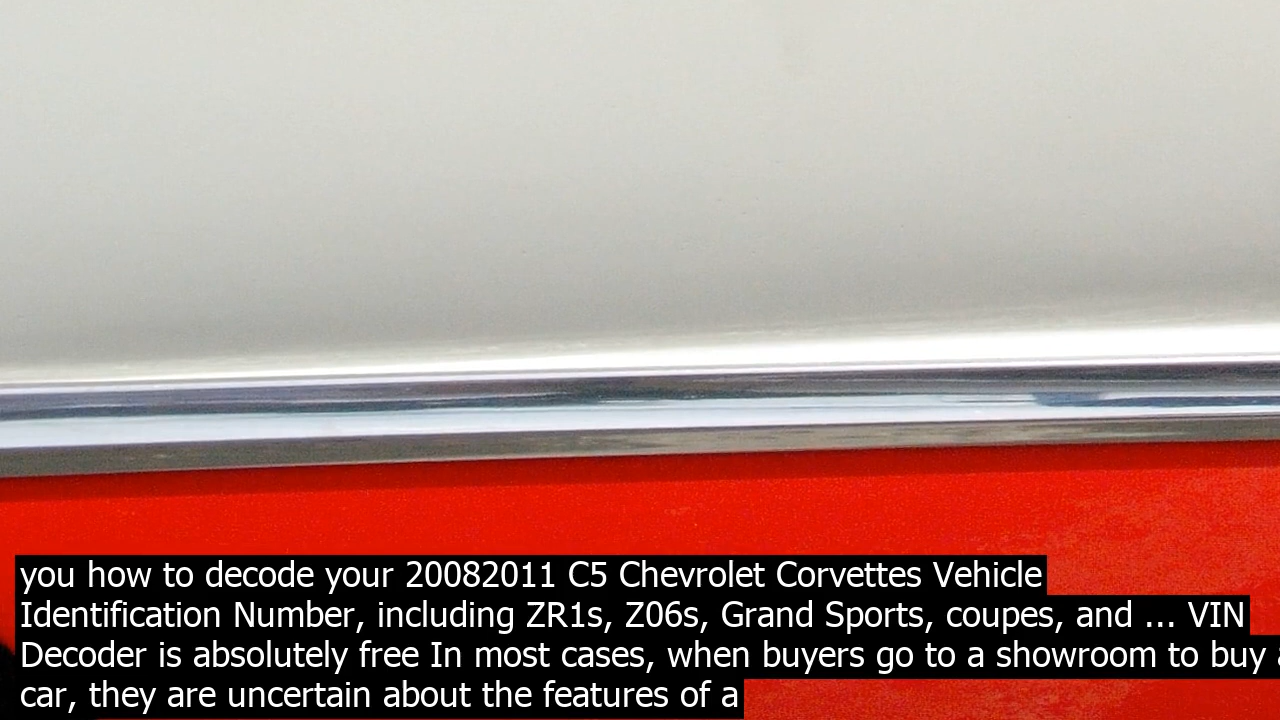 you how to decode your 20082011 C5 Chevrolet Corvettes Vehicle
Identification Number, including ZR1s, Z06s, Grand Sports, coupes, and ... VIN
Decoder is absolutely free In most cases, when buyers go to a showroom to buy a
car, they are uncertain about the features of a